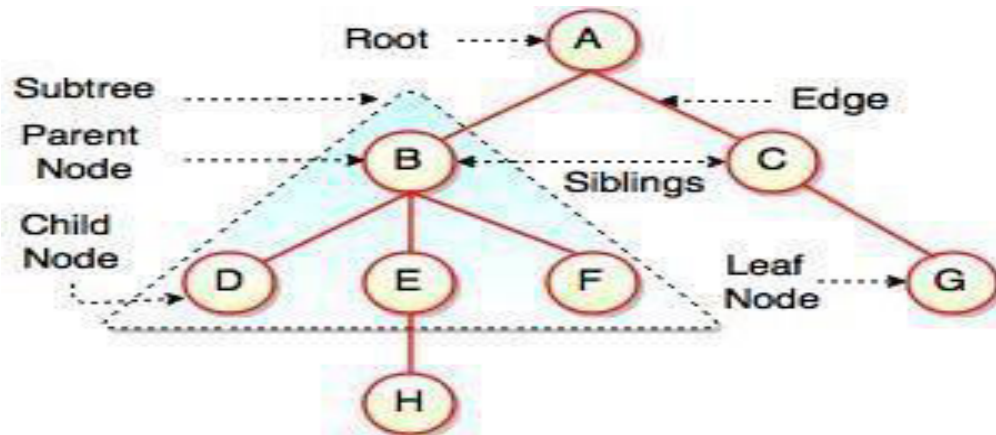 Root
A
Subtree
Edge
Parent
Node
B
C
Siblings
Child
Node
D
E
F
Leaf
Node
G
H